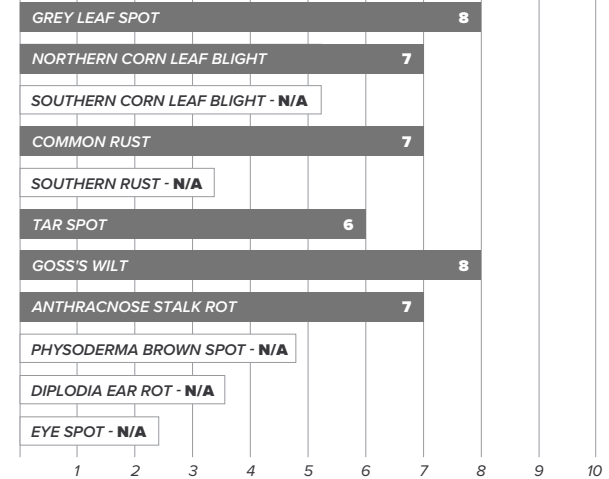 GREY LEAF SPOT 8
NORTHERN CORN LEAF BLIGHT 7
SOUTHERN CORN LEAF BLIGHT - N/A
COMMON RUST 7
SOUTHERN RUST - N/A
TAR SPOT 6
GOSS'S WILT 8
ANTHRACNOSE STALK ROT 7
PHYSODERMA BROWN SPOT - N/A
DIPLODIA EAR ROT - N/A
EYE SPOT - N/A
1 2 3 4 5 6 7 8 9 10